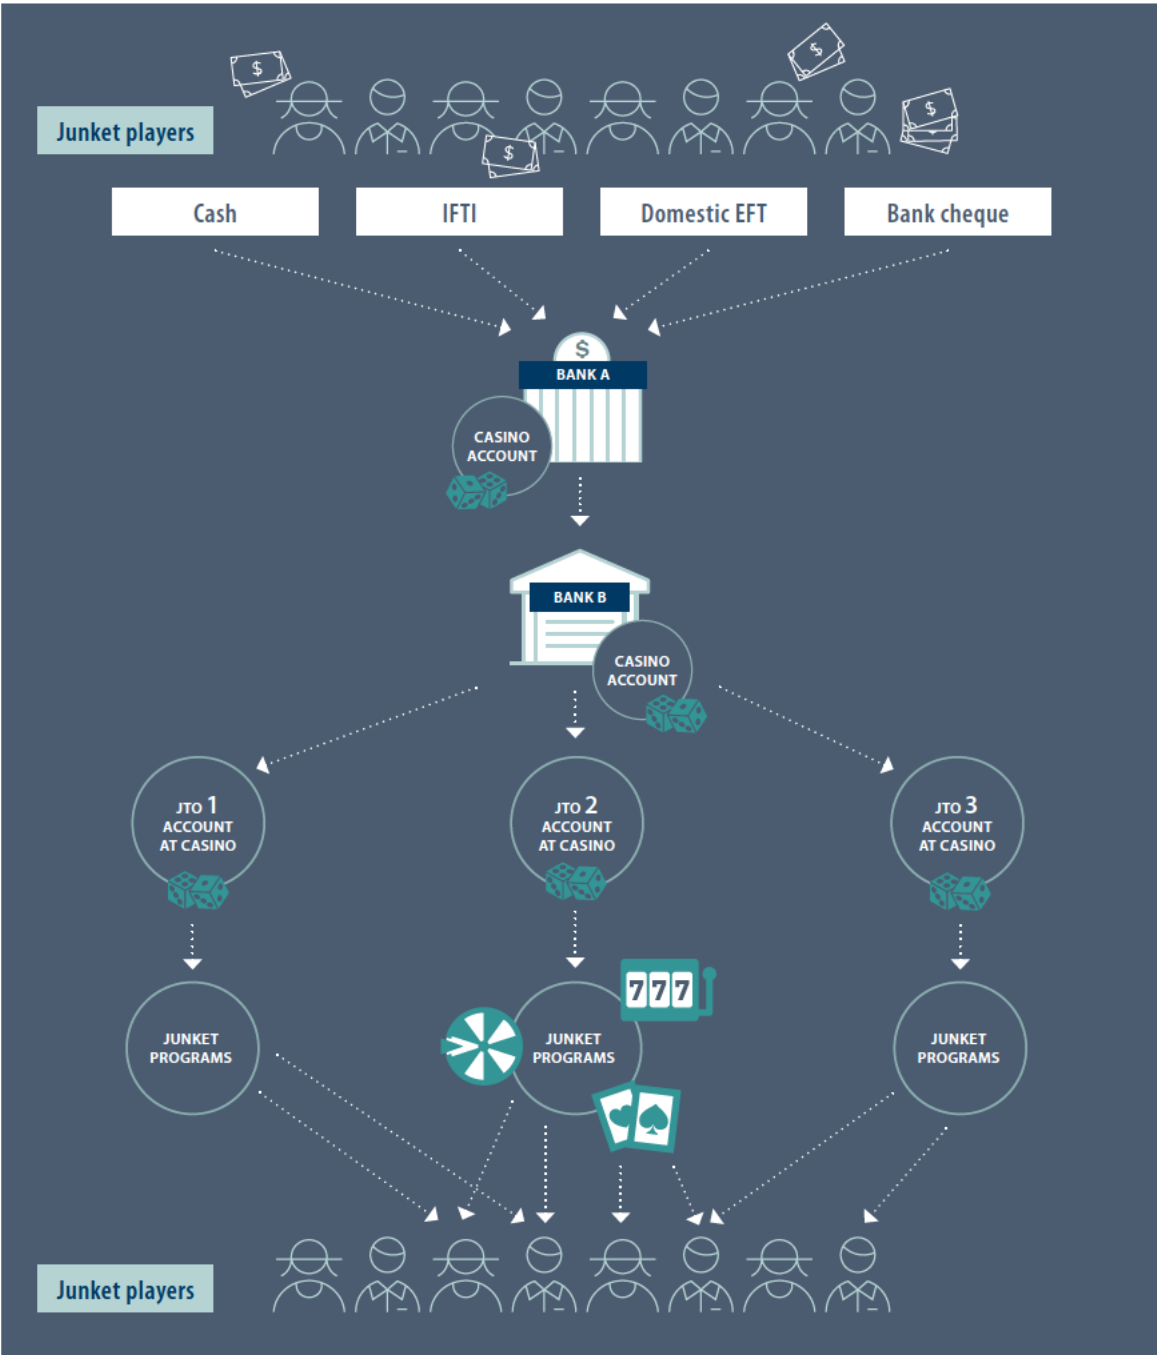 $
$
$
$
Junket players
Cash
IFTI
Domestic EFT
Bank cheque
$
BANK A
CASINO
ACCOUNT
BANK B
CASINO
ACCOUNT
JTO 1
ACCOUNT
AT CASINO
JTO 2
ACCOUNT
AT CASINO
JTO 3
ACCOUNT
AT CASINO
777
JUNKET
PROGRAMS
JUNKET
PROGRAMS
JUNKET
PROGRAMS
Junket players